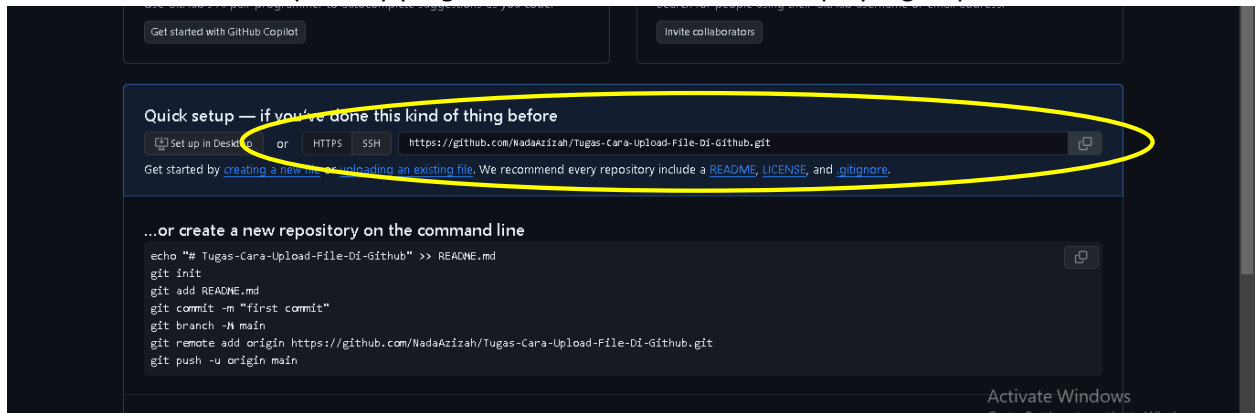 Get started with GitHub Copilot
Invite collaborators
Quick setup — if you've done this kind of thing before
Set up in Desktop or HTTPS SSH https://github.com/NadaAzizah/Tugas-Cara-Upload-File-Di-Github.git
Get started by creating a new file or uploading an existing file. We recommend every repository include a README, LICENSE, and .gitignore.
...or create a new repository on the command line
echo "# Tugas-Cara-Upload-File-Di-Github" >> README.md
git init
git add README.md
git commit -m "first commit"
git branch -M main
git remote add origin https://github.com/NadaAzizah/Tugas-Cara-Upload-File-Di-Github.git
git push -u origin main
Activate Windows